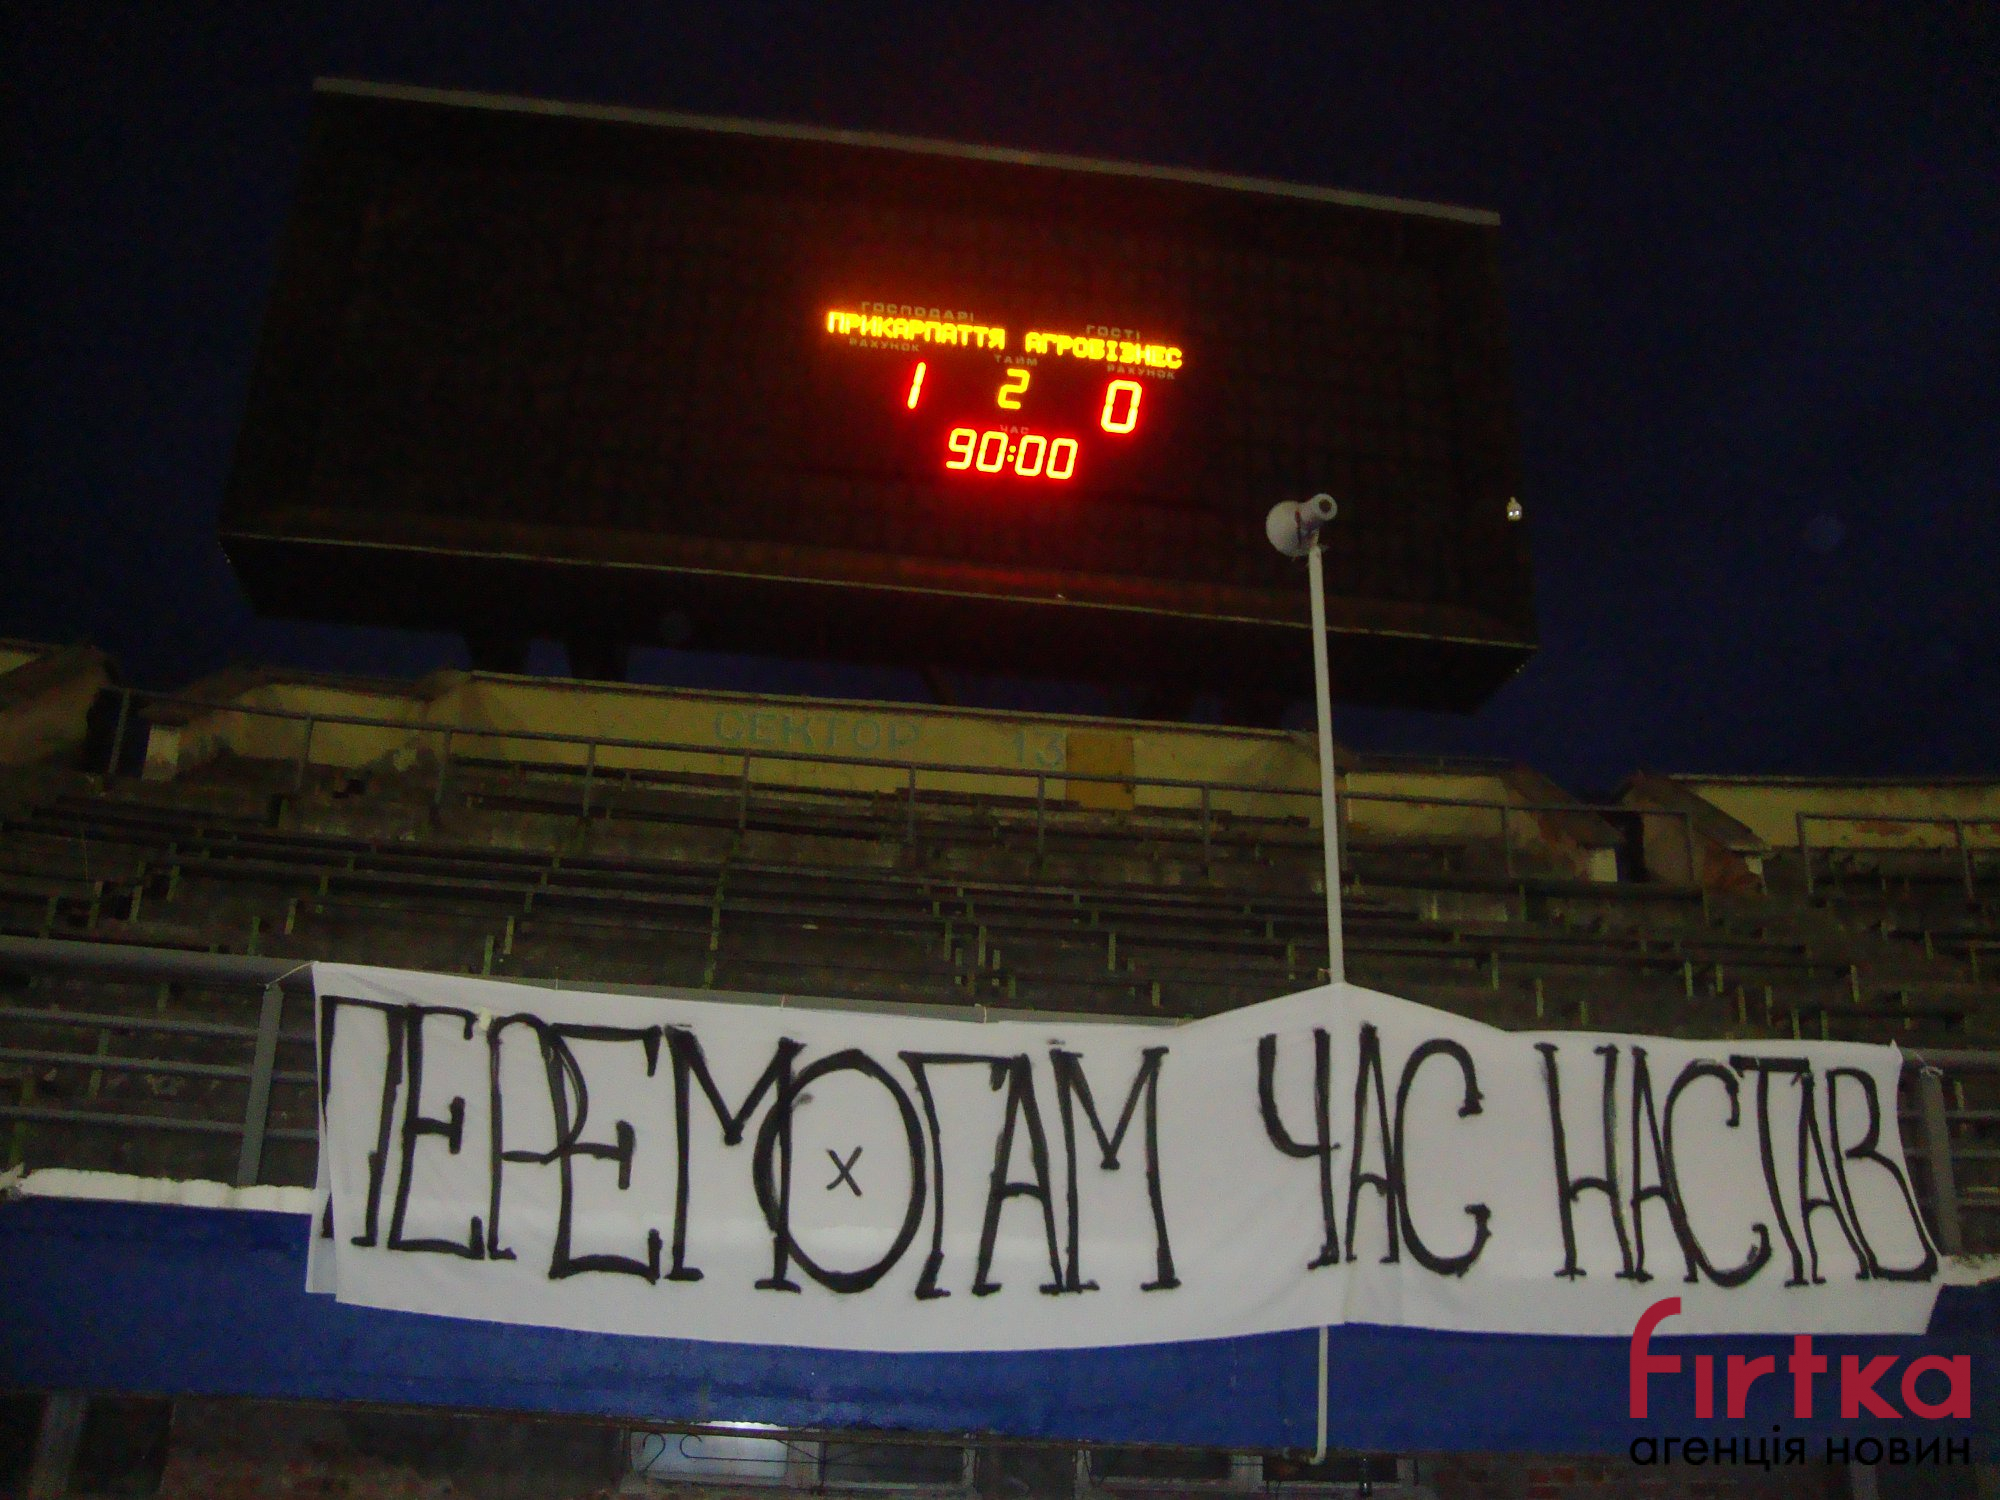 ГОСПОДАРІ ГОСТІ
ПРИКАРПАТТЯ АГРОБІЗНЕС
РАХУНОК ТАЙМ РАХУНОК
1 2 0
ЧАС
90:00
СЕКТОР 13
ПЕРЕМОГАМ ЧАС НАСТАВ
х
fırtka
агенція новин